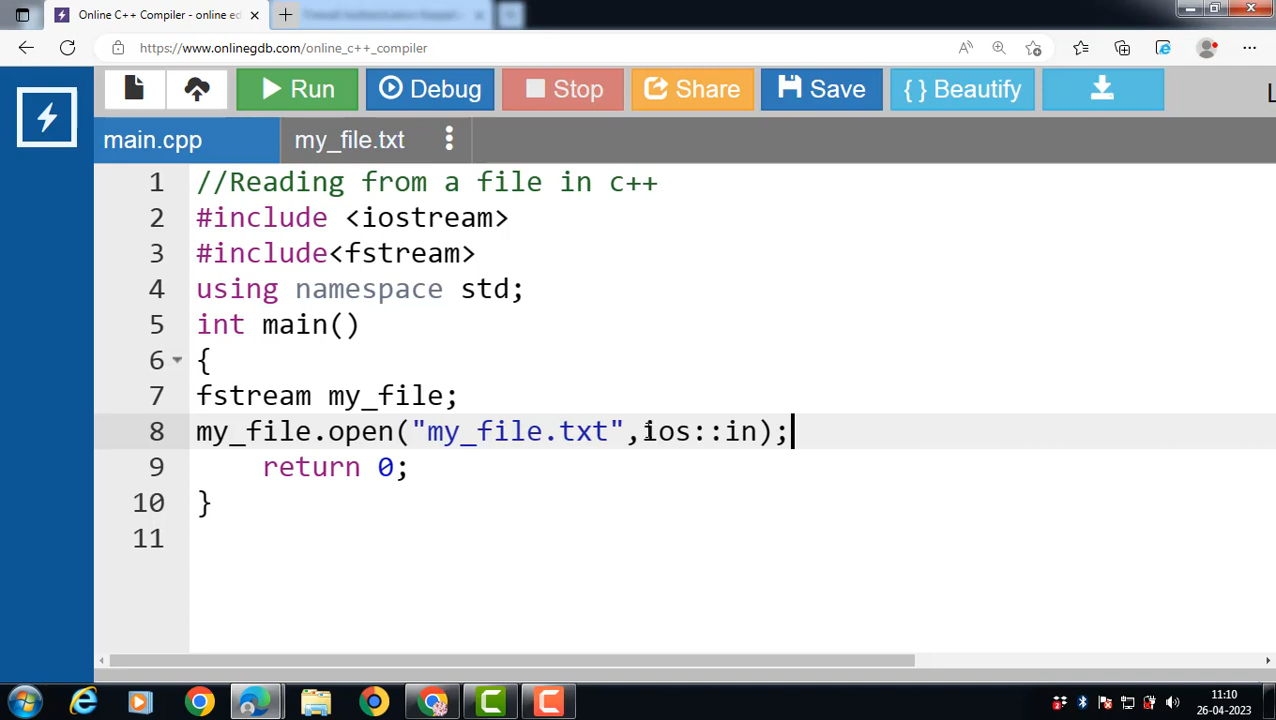 Online C++ Compiler - online ed
https://www.onlinegdb.com/online_c++_compiler
Run
Debug
Stop
Share
Save
{ } Beautify
main.cpp
my_file.txt
1 //Reading from a file in c++
2 #include <iostream>
3 #include<fstream>
4 using namespace std;
5 int main()
6 {
7 fstream my_file;
8 my_file.open("my_file.txt",ios::in);
9 return 0;
10 }
11
11:10
26-04-2023